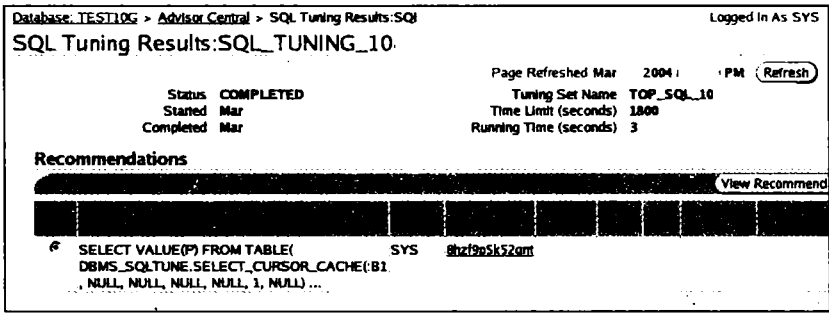 Database: TEST10G > Advisor Central > SQL Tuning Results:SQl
Logged In As SYS
SQL Tuning Results:SQL_TUNING_10
Page Refreshed Mar 2004 PM Refresh
Status COMPLETED
Started Mar
Completed Mar
Tuning Set Name TOP_SQL_10
Time Limit (seconds) 1800
Running Time (seconds) 3
Recommendations
View Recommend
SELECT VALUE(P) FROM TABLE( SYS 8hzf9p5k52qnt
DBMS_SQLTUNE.SELECT_CURSOR_CACHE(:B1
, NULL, NULL, NULL, NULL, 1, NULL) ...